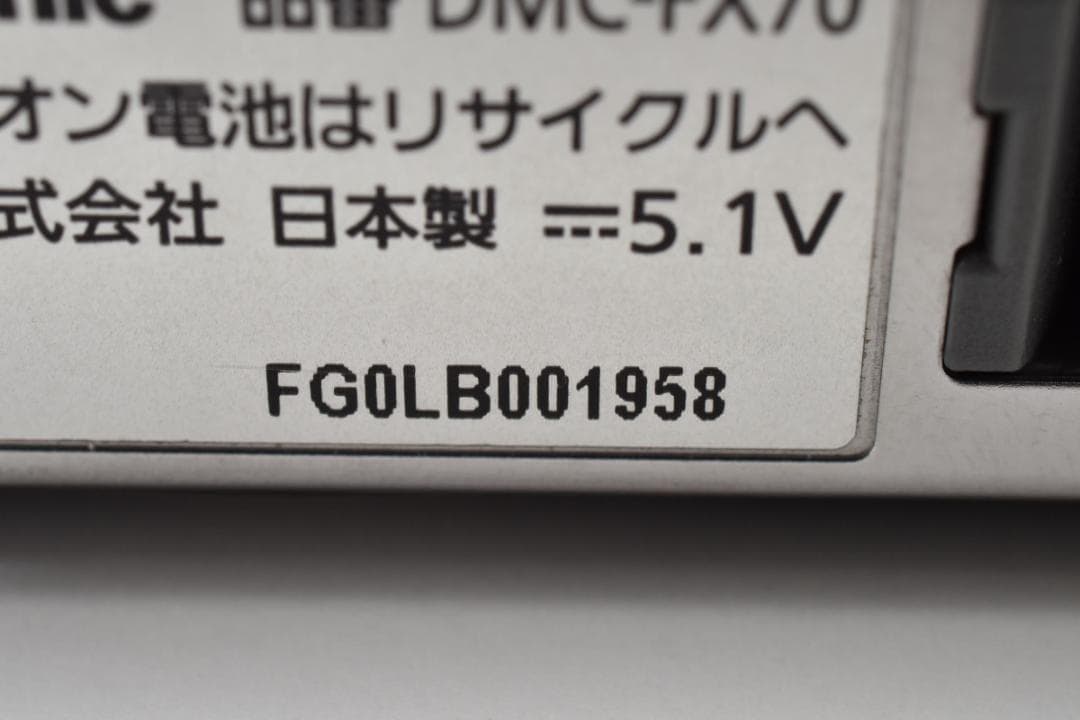 品番 DMC-FX70
オン電池はリサイクルへ
式会社 日本製 ⎓5.1V
FG0LB001958